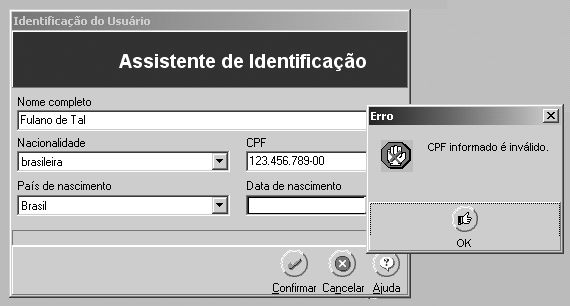 Identificação do Usuário
Assistente de Identificação
Nome completo
Fulano de Tal
Nacionalidade
CPF
brasileira
123.456.789-00
País de nascimento
Data de nascimento
Brasil
Confirmar
Cancelar
Ajuda
Erro
CPF informado é inválido.
OK